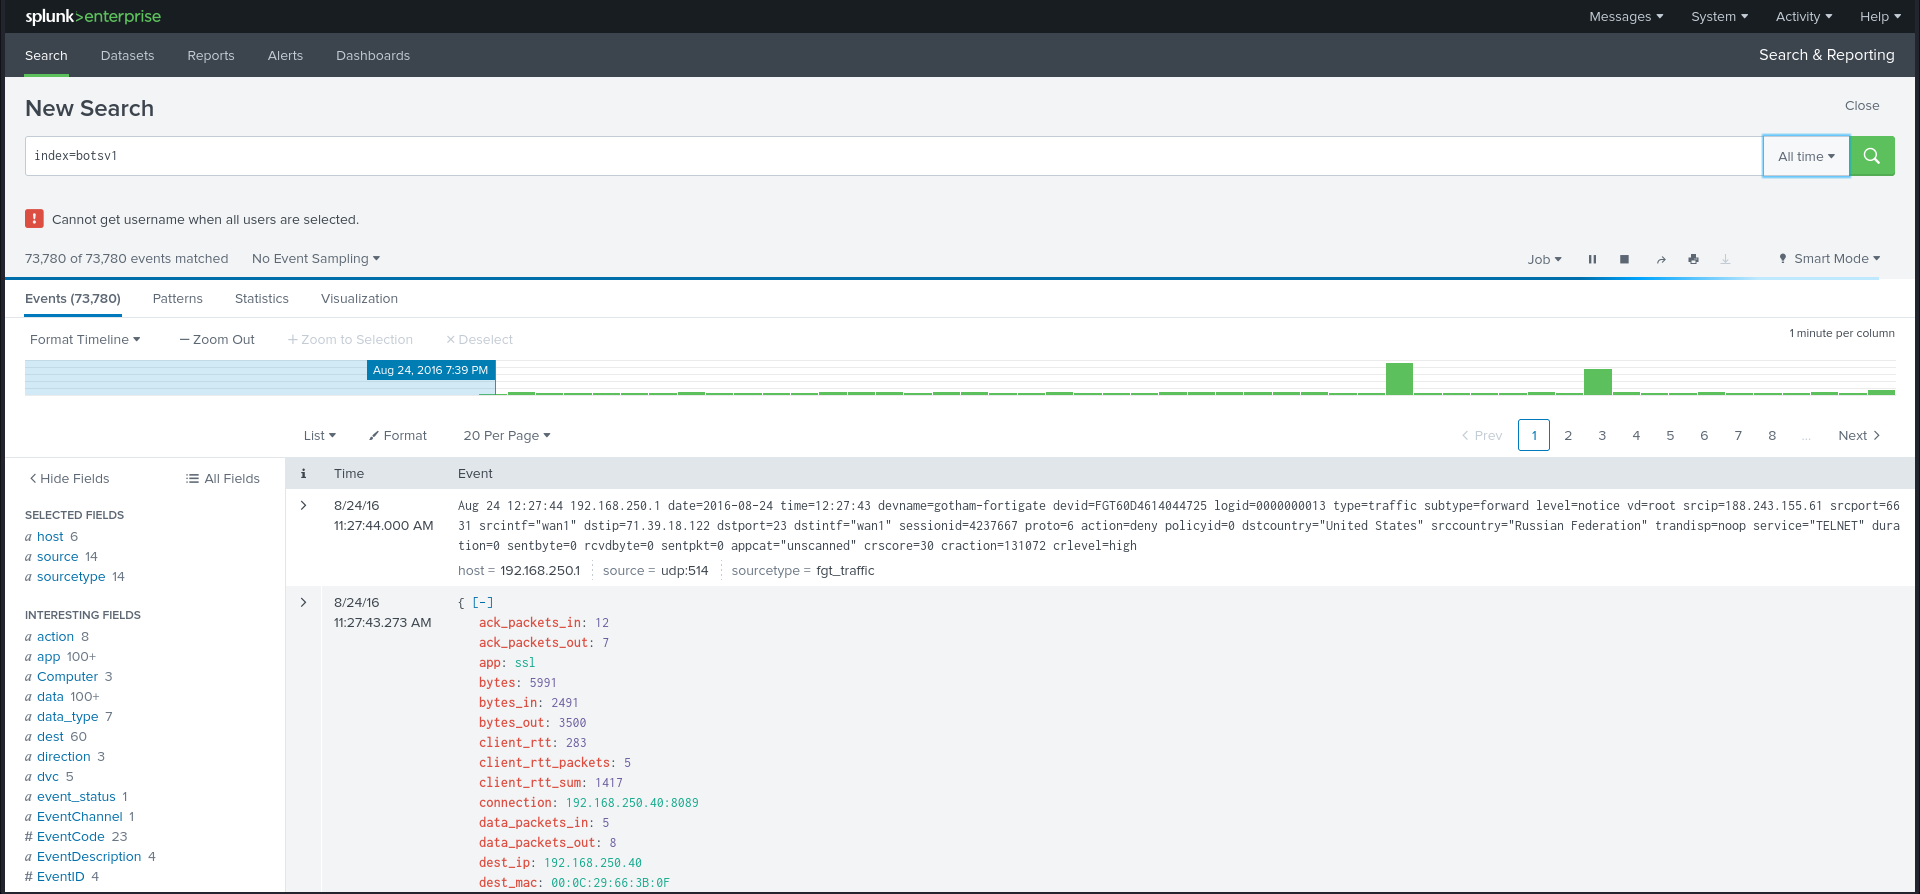 splunk>enterprise Messages System Activity Help
Search Datasets Reports Alerts Dashboards Search & Reporting
New Search Close
index=botsv1 All time
! Cannot get username when all users are selected.
73,780 of 73,780 events matched No Event Sampling Job Smart Mode
Events (73,780) Patterns Statistics Visualization
Format Timeline — Zoom Out + Zoom to Selection × Deselect 1 minute per column
Aug 24, 2016 7:39 PM
List Format 20 Per Page < Prev 1 2 3 4 5 6 7 8 ... Next >
< Hide Fields All Fields
SELECTED FIELDS
a host 6
a source 14
a sourcetype 14
INTERESTING FIELDS
a action 8
a app 100+
a Computer 3
a data 100+
a data_type 7
a dest 60
a direction 3
a dvc 5
a event_status 1
a EventChannel 1
# EventCode 23
a EventDescription 4
# EventID 4
i Time Event
> 8/24/16
11:27:44.000 AM
Aug 24 12:27:44 192.168.250.1 date=2016-08-24 time=12:27:43 devname=gotham-fortigate devid=FGT60D4614044725 logid=0000000013 type=traffic subtype=forward level=notice vd=root srcip=188.243.155.61 srcport=66
31 srcintf="wan1" dstip=71.39.18.122 dstport=23 dstintf="wan1" sessionid=4237667 proto=6 action=deny policyid=0 dstcountry="United States" srccountry="Russian Federation" trandisp=noop service="TELNET" dura
tion=0 sentbyte=0 rcvdbyte=0 sentpkt=0 appcat="unscanned" crscore=30 craction=131072 crlevel=high
host = 192.168.250.1 source = udp:514 sourcetype = fgt_traffic
> 8/24/16
11:27:43.273 AM
{ [-]
ack_packets_in: 12
ack_packets_out: 7
app: ssl
bytes: 5991
bytes_in: 2491
bytes_out: 3500
client_rtt: 283
client_rtt_packets: 5
client_rtt_sum: 1417
connection: 192.168.250.40:8089
data_packets_in: 5
data_packets_out: 8
dest_ip: 192.168.250.40
dest_mac: 00:0C:29:66:3B:0F